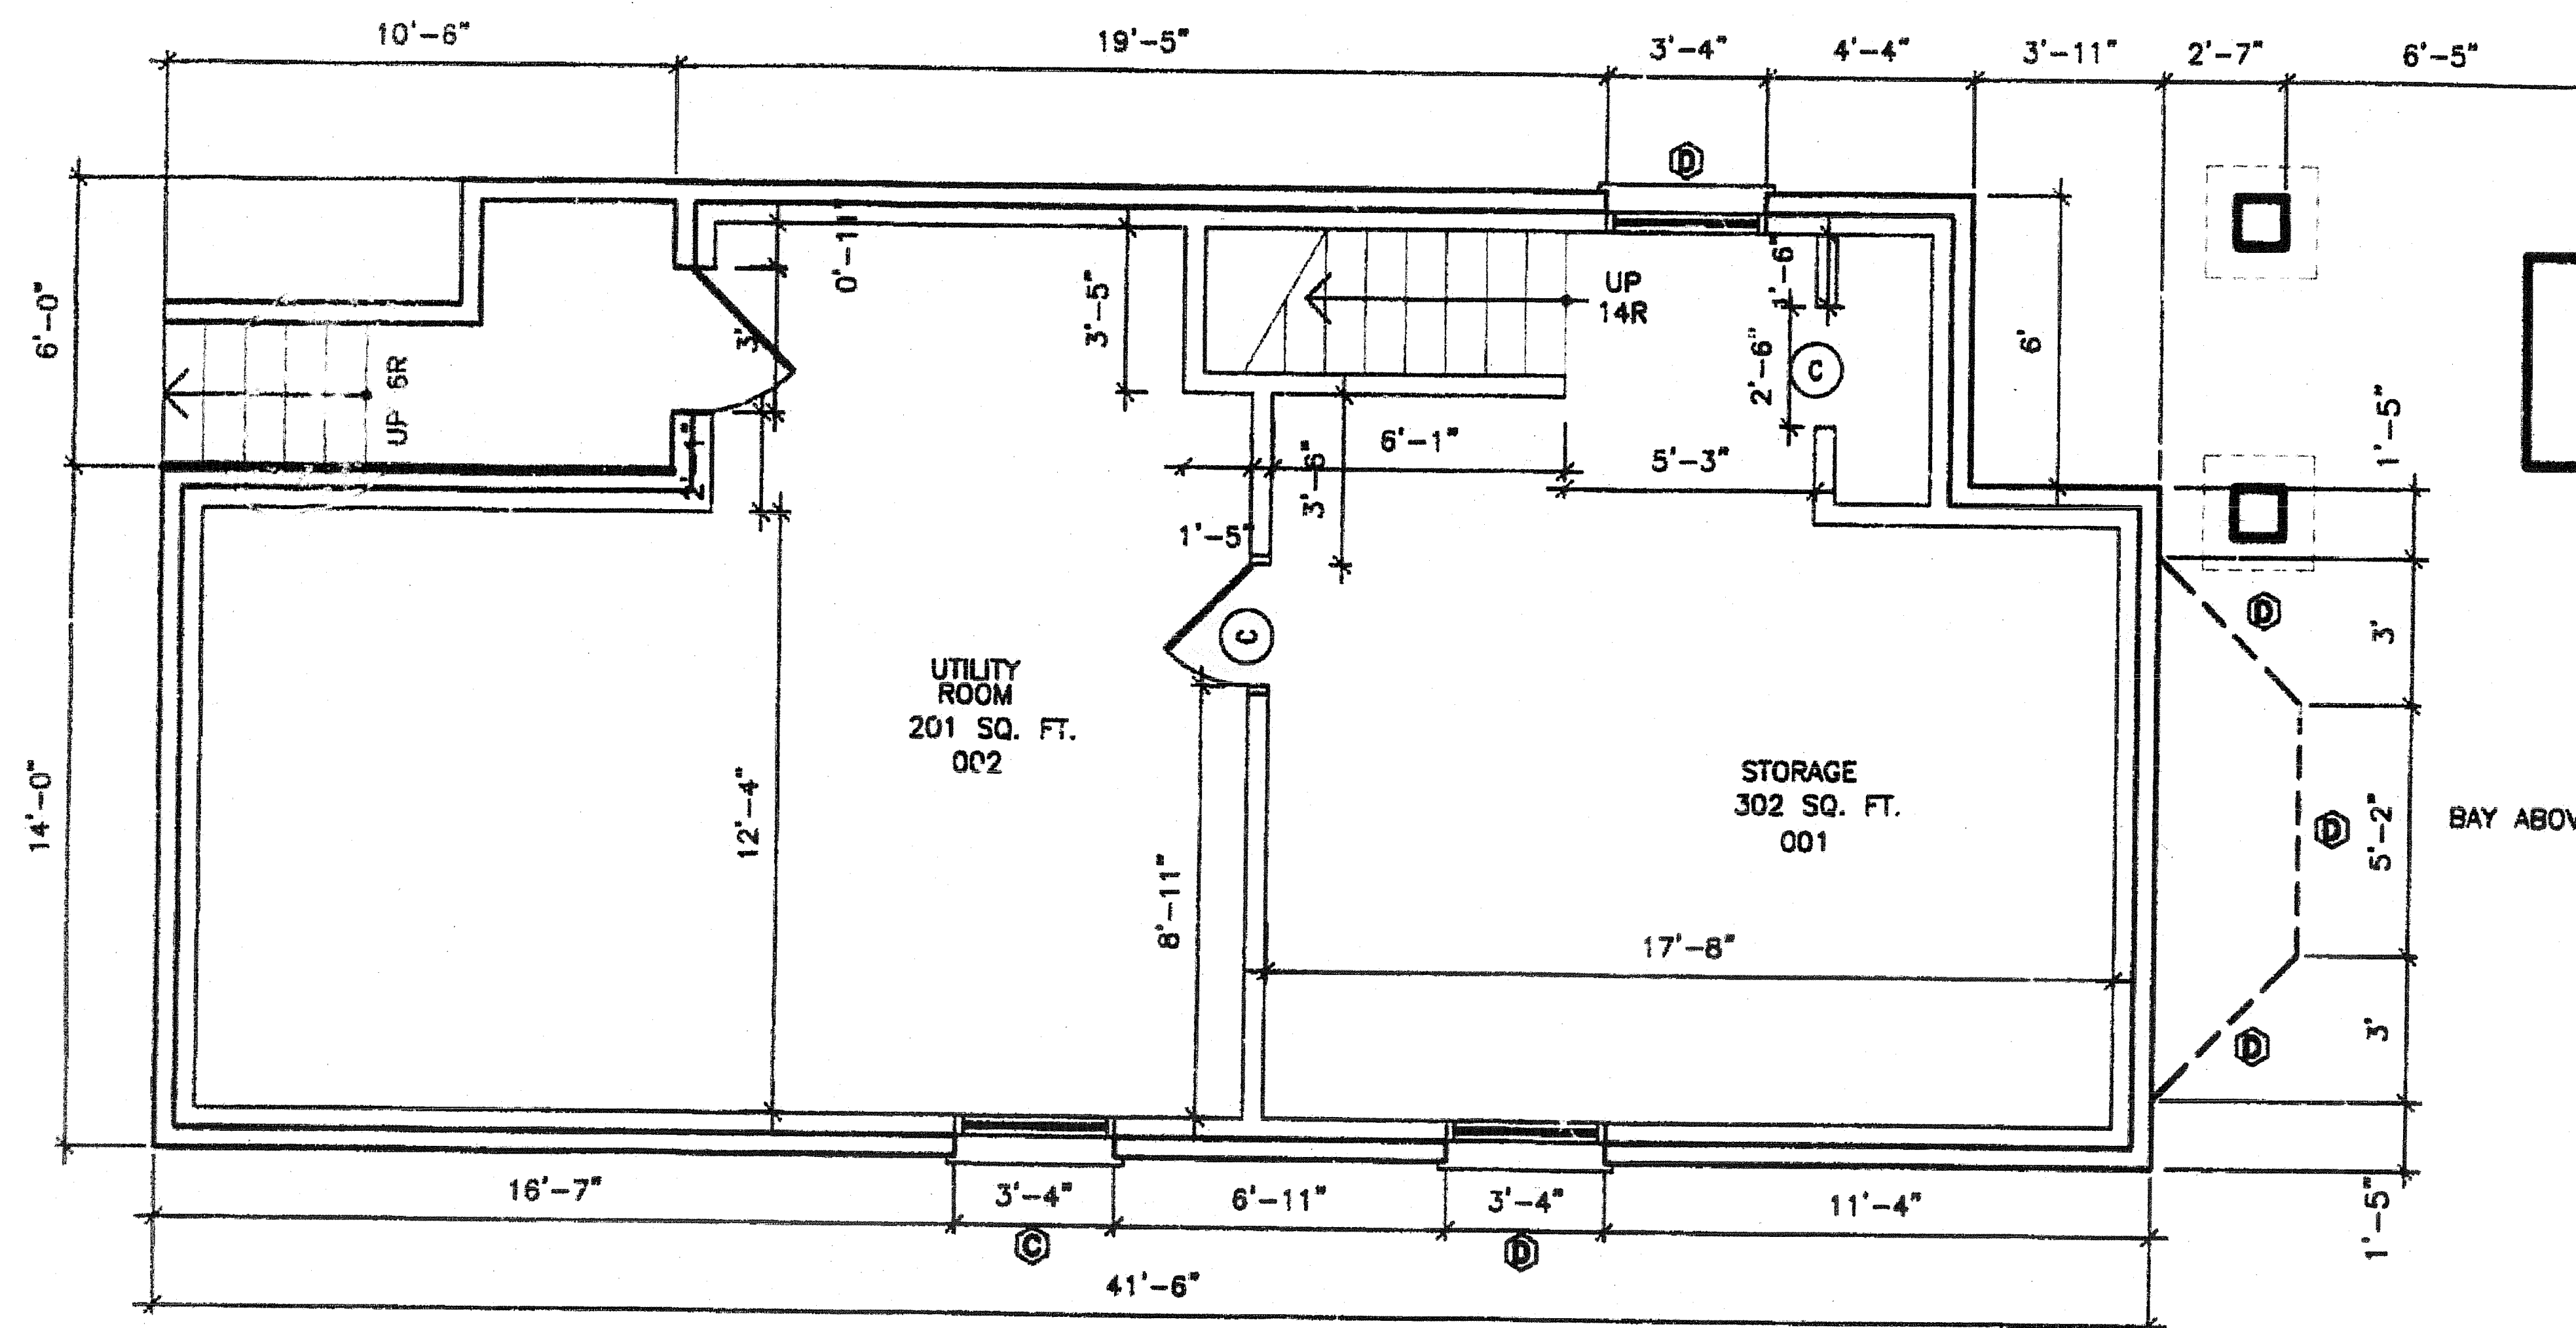 10'-6"
19'-5"
3'-4"
4'-4"
3'-11"
2'-7"
6'-5"
D
6'-0"
UP 6R
3'
3'-5"
UP
14R
1'-6"
2'-6"
C
6'
1'-5"
2'-1"
6'-1"
3'-6"
5'-3"
1'-5"
C
D
3'
UTILITY
ROOM
201 SQ. FT.
002
STORAGE
302 SQ. FT.
001
14'-0"
12'-4"
8'-11"
17'-8"
D
5'-2"
D
3'
1'-5"
16'-7"
3'-4"
6'-11"
3'-4"
11'-4"
C
D
41'-6"